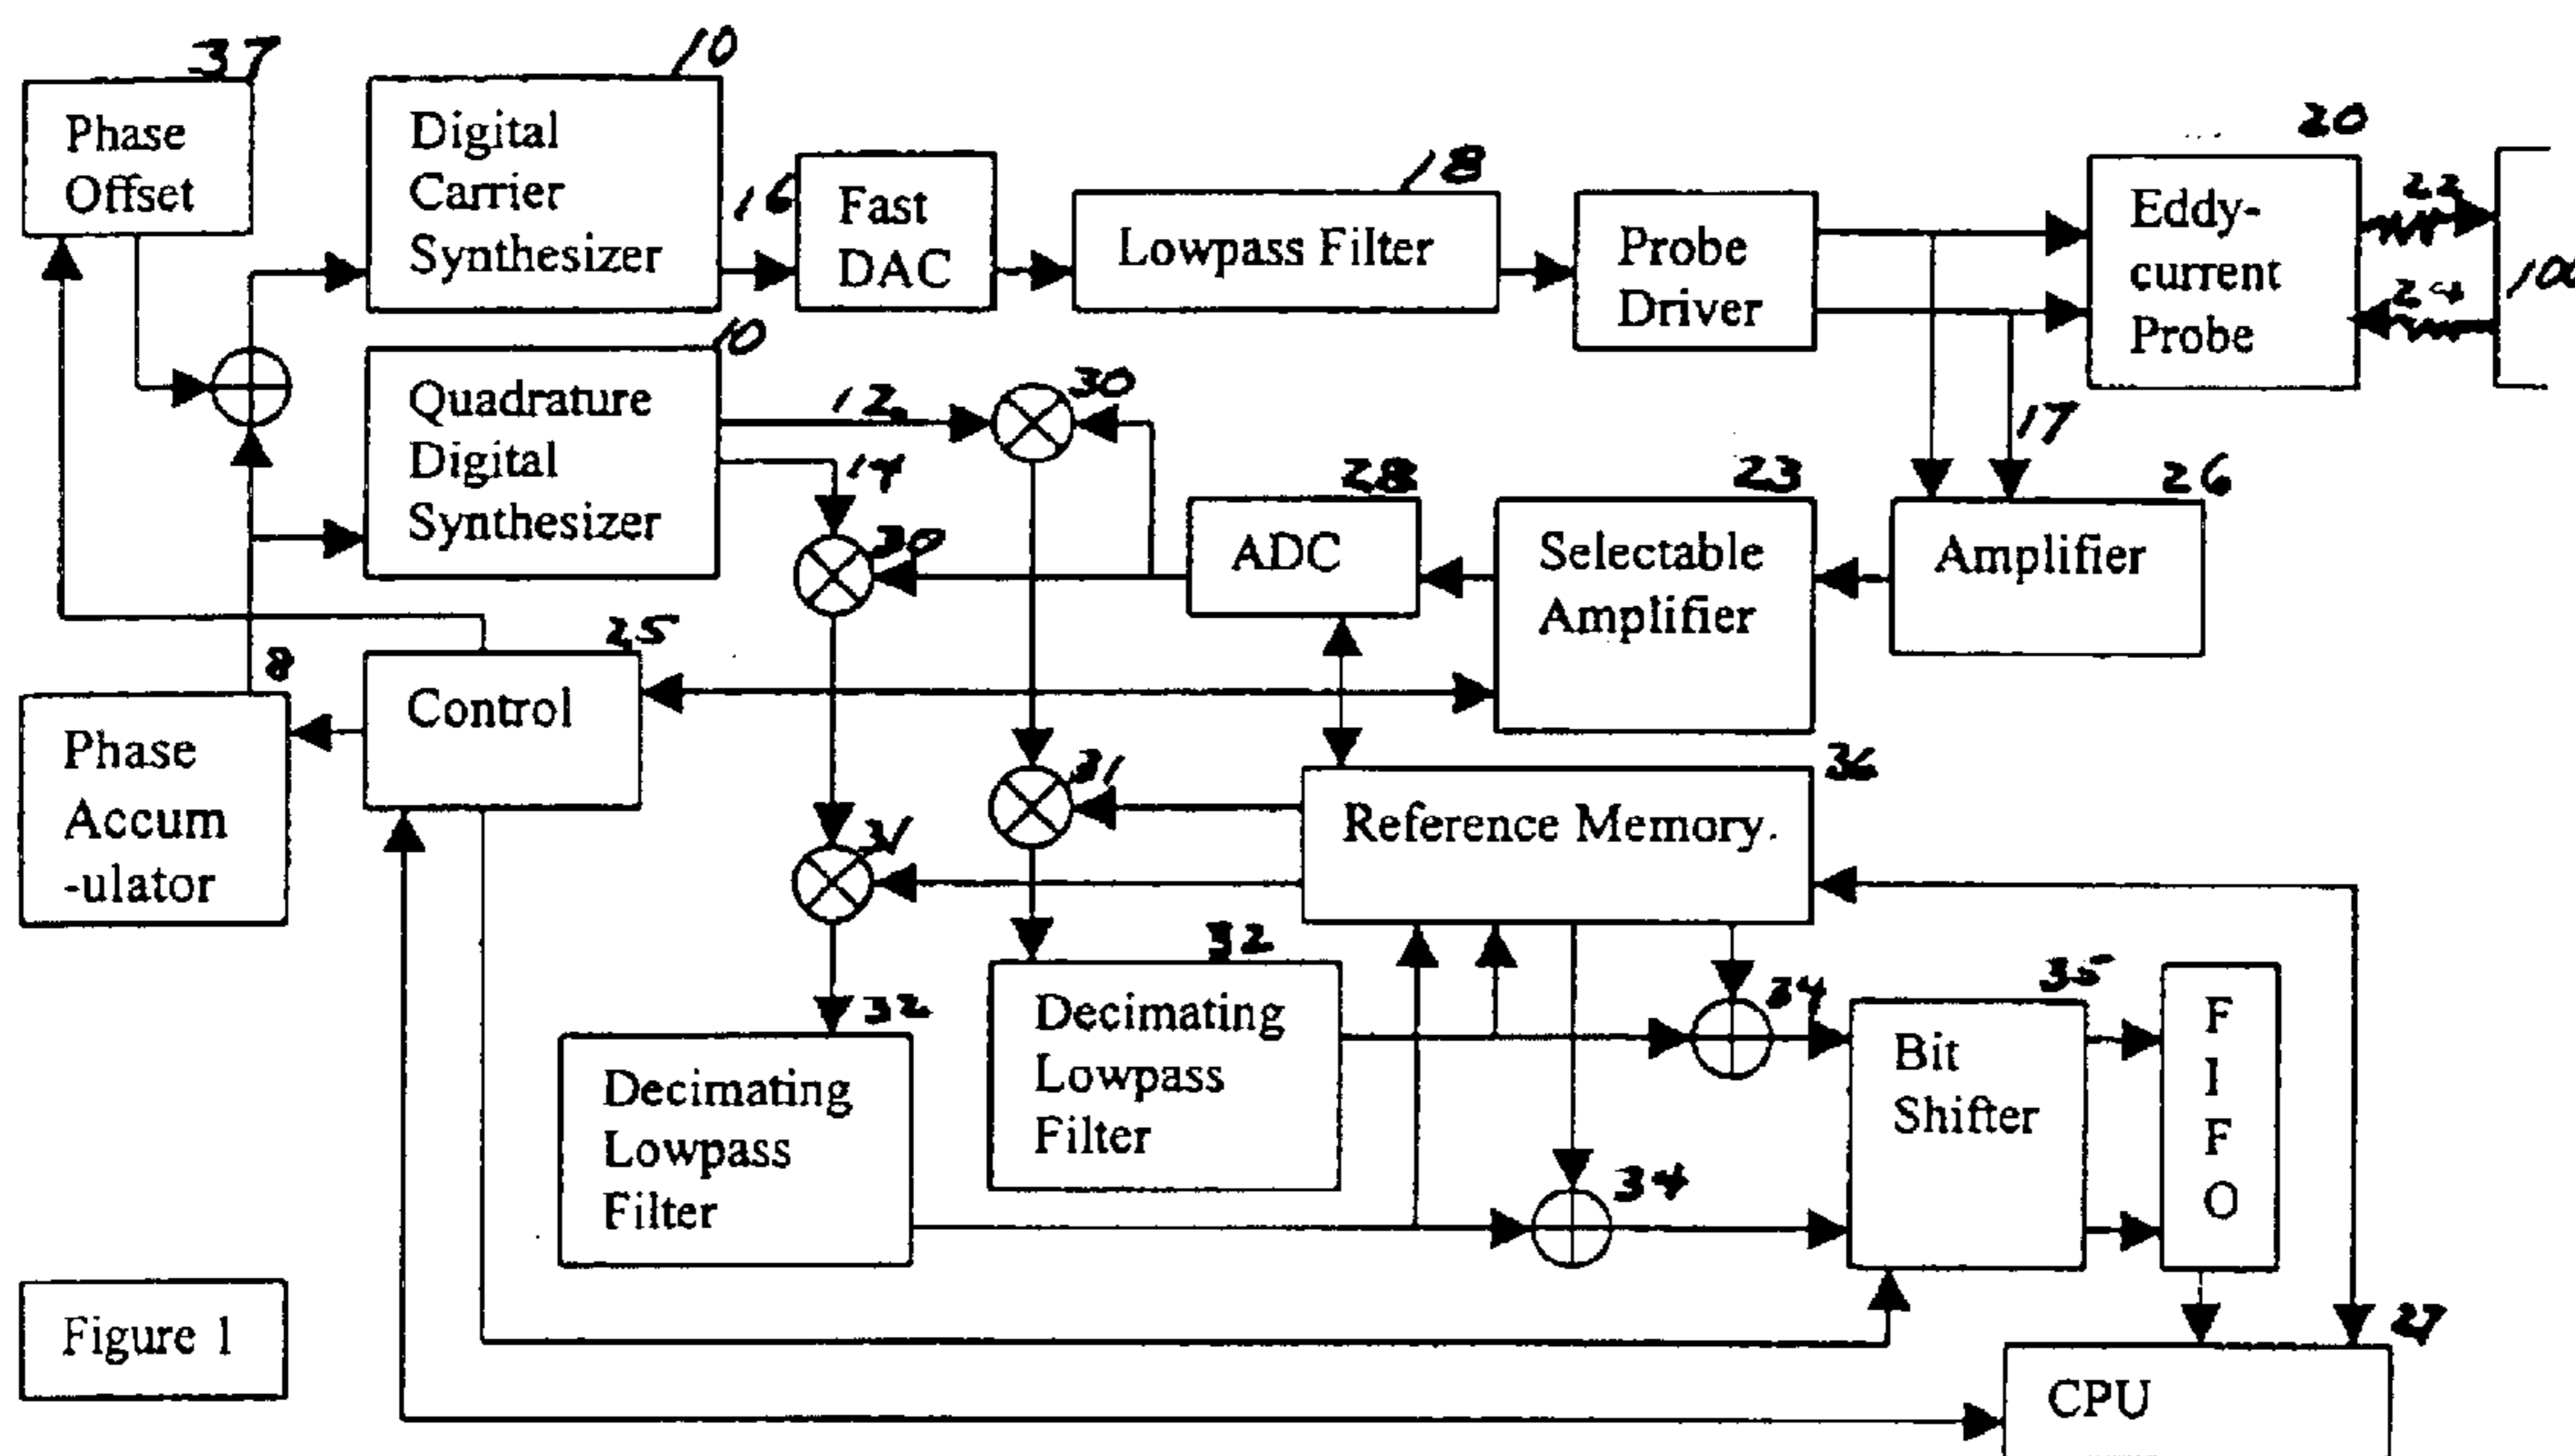 37
Phase
Offset
10
Digital
Carrier
Synthesizer
16
Fast
DAC
18
Lowpass Filter
Probe
Driver
20
Eddy-
current
Probe
22
24
10
Quadrature
Digital
Synthesizer
12
14
30
30
17
28
ADC
23
Selectable
Amplifier
26
Amplifier
25
Control
8
Phase
Accum
-ulator
31
31
36
Reference Memory
32
Decimating
Lowpass
Filter
32
Decimating
Lowpass
Filter
34
34
35
Bit
Shifter
F
I
F
O
27
CPU
Figure 1